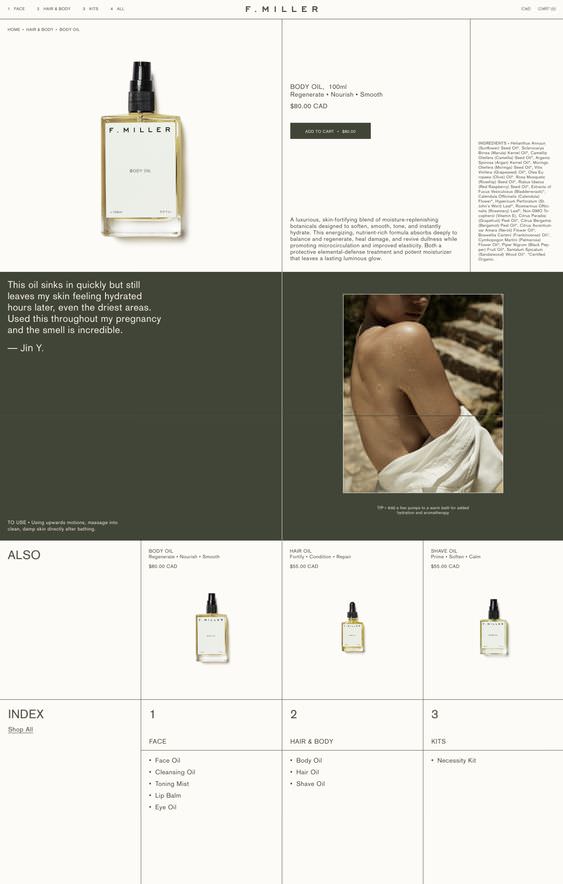 1 FACE
2 HAIR & BODY
3 KITS
4 ALL
F.MILLER
CAD
CART (0)
HOME • HAIR & BODY • BODY OIL
F.MILLER
BODY OIL
BODY OIL, 100ml
Regenerate • Nourish • Smooth
$80.00 CAD
ADD TO CART • $80.00
A luxurious, skin-fortifying blend of moisture-replenishing
botanicals designed to soften, smooth, tone, and instantly
hydrate. This energizing, nutrient-rich formula absorbs deeply to
balance and regenerate, heal damage, and revive dullness while
promoting microcirculation and improved elasticity. Both a
protective elemental-defense treatment and potent moisturizer
that leaves a lasting luminous glow.
INGREDIENTS • Helianthus Annuus
(Sunflower) Seed Oil*, Sclerocarya
Birrea (Marula) Kernel Oil*, Camellia
Oleifera (Camellia) Seed Oil*, Argania
Spinosa (Argan) Kernel Oil*, Moringa
Oleifera (Moringa) Seed Oil*, Vitis
Vinifera (Grapeseed) Oil*, Olea Eu-
ropaea (Olive) Oil*, Rosa Mosqueta
(Rosehip) Seed Oil*, Rubus Idaeus
(Red Raspberry) Seed Oil*, Extracts of
Fucus Vesiculosus (Bladderwrack)*,
Calendula Officinalis (Calendula)
Flower*, Hypericum Perforatum (St.
John's Wort) Leaf*, Rosmarinus Offici-
nalis (Rosemary) Leaf*, Non-GMO To-
copherol (Vitamin E), Citrus Paradisi
(Grapefruit) Peel Oil*, Citrus Bergamia
(Bergamot) Peel Oil*, Citrus Aurantium
var Amara (Neroli) Flower Oil*,
Boswellia Carterii (Frankincense) Oil*,
Cymbopogon Martini (Palmarosa)
Flower Oil*, Piper Nigrum (Black Pep-
per) Fruit Oil*, Santalum Spicatum
(Sandalwood) Wood Oil*. *Certified
Organic.
This oil sinks in quickly but still
leaves my skin feeling hydrated
hours later, even the driest areas.
Used this throughout my pregnancy
and the smell is incredible.
— Jin Y.
TO USE • Using upwards motions, massage into
clean, damp skin directly after bathing.
TIP • Add a few pumps to a warm bath for added
hydration and aromatherapy
ALSO
BODY OIL
Regenerate • Nourish • Smooth
$80.00 CAD
F.MILLER
HAIR OIL
Fortify • Condition • Repair
$55.00 CAD
F.MILLER
SHAVE OIL
Prime • Soften • Calm
$55.00 CAD
F.MILLER
INDEX
Shop All
1
FACE
• Face Oil
• Cleansing Oil
• Toning Mist
• Lip Balm
• Eye Oil
2
HAIR & BODY
• Body Oil
• Hair Oil
• Shave Oil
3
KITS
• Necessity Kit